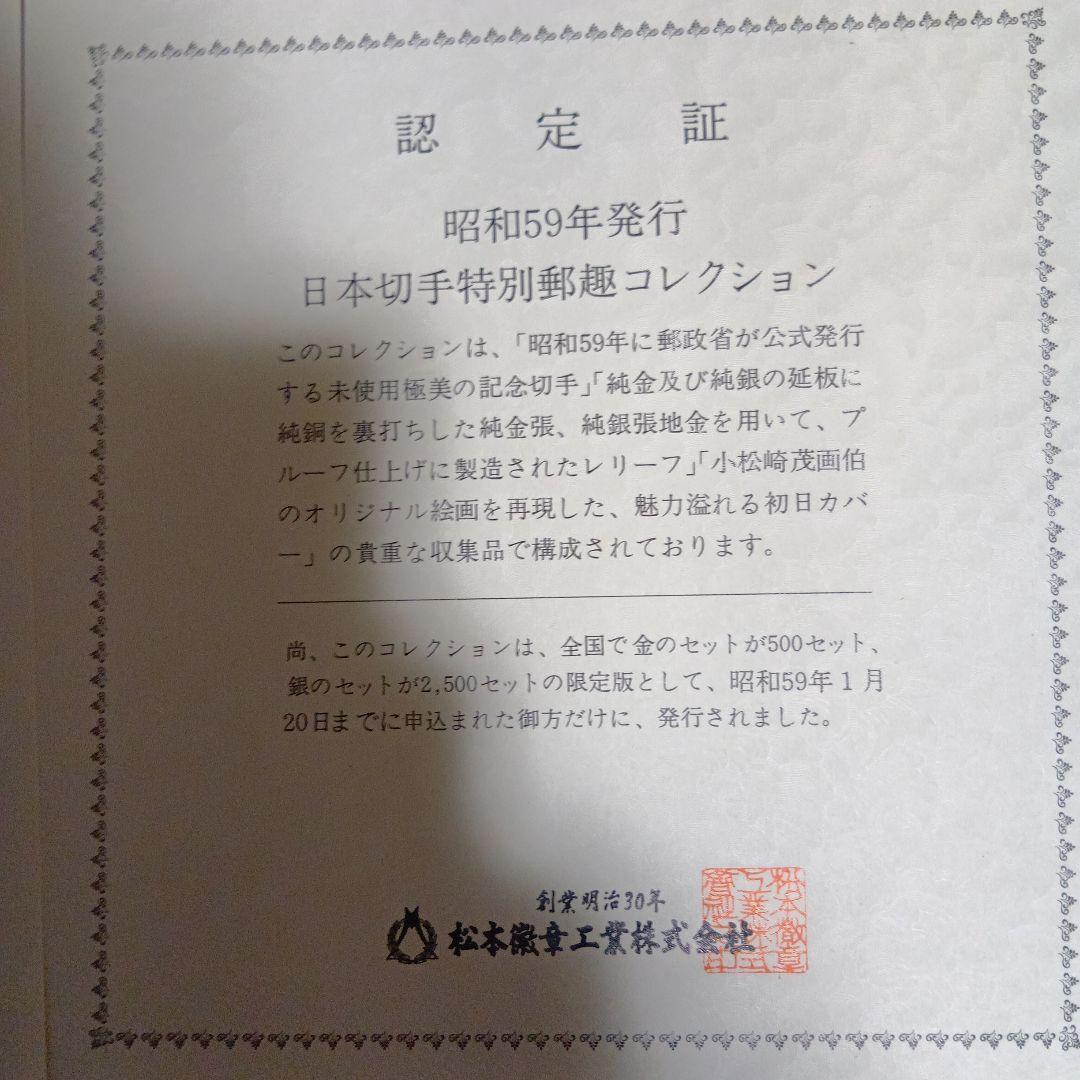 認定証
昭和59年発行
日本切手特別郵趣コレクション
このコレクションは、「昭和59年に郵政省が公式発行
する未使用極美の記念切手」「純金及び純銀の延板に
純銅を裏打ちした純金張、純銀張地金を用いて、プ
ルーフ仕上げに製造されたレリーフ」「小松崎茂画伯
のオリジナル絵画を再現した、魅力溢れる初日カバ
ー」の貴重な収集品で構成されております。
尚、このコレクションは、全国で金のセットが500セット、
銀のセットが2,500セットの限定版として、昭和59年1月
20日までに申込まれた御方だけに、発行されました。
創業明治30年
松本徽章工業株式会社